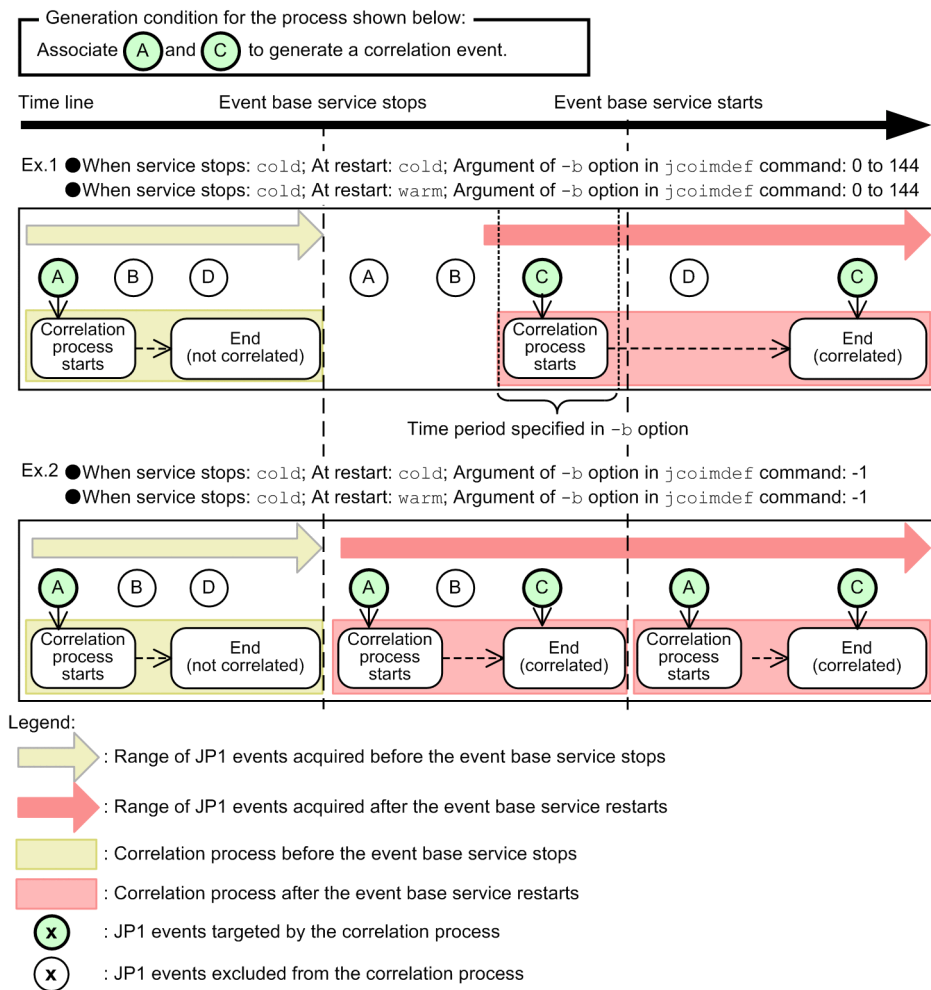 Generation condition for the process shown below:
Associate A and C to generate a correlation event.
Time line Event base service stops Event base service starts
Ex.1 ●When service stops: cold; At restart: cold; Argument of -b option in jcoimdef command: 0 to 144
●When service stops: cold; At restart: warm; Argument of -b option in jcoimdef command: 0 to 144
A B D A B C D C
Correlation process starts
End (not correlated)
Correlation process starts
End (correlated)
Time period specified in -b option
Ex.2 ●When service stops: cold; At restart: cold; Argument of -b option in jcoimdef command: -1
●When service stops: cold; At restart: warm; Argument of -b option in jcoimdef command: -1
A B D A B C A C
Correlation process starts
End (not correlated)
Correlation process starts
End (correlated)
Correlation process starts
End (correlated)
Legend:
: Range of JP1 events acquired before the event base service stops
: Range of JP1 events acquired after the event base service restarts
: Correlation process before the event base service stops
: Correlation process after the event base service restarts
x : JP1 events targeted by the correlation process
x : JP1 events excluded from the correlation process